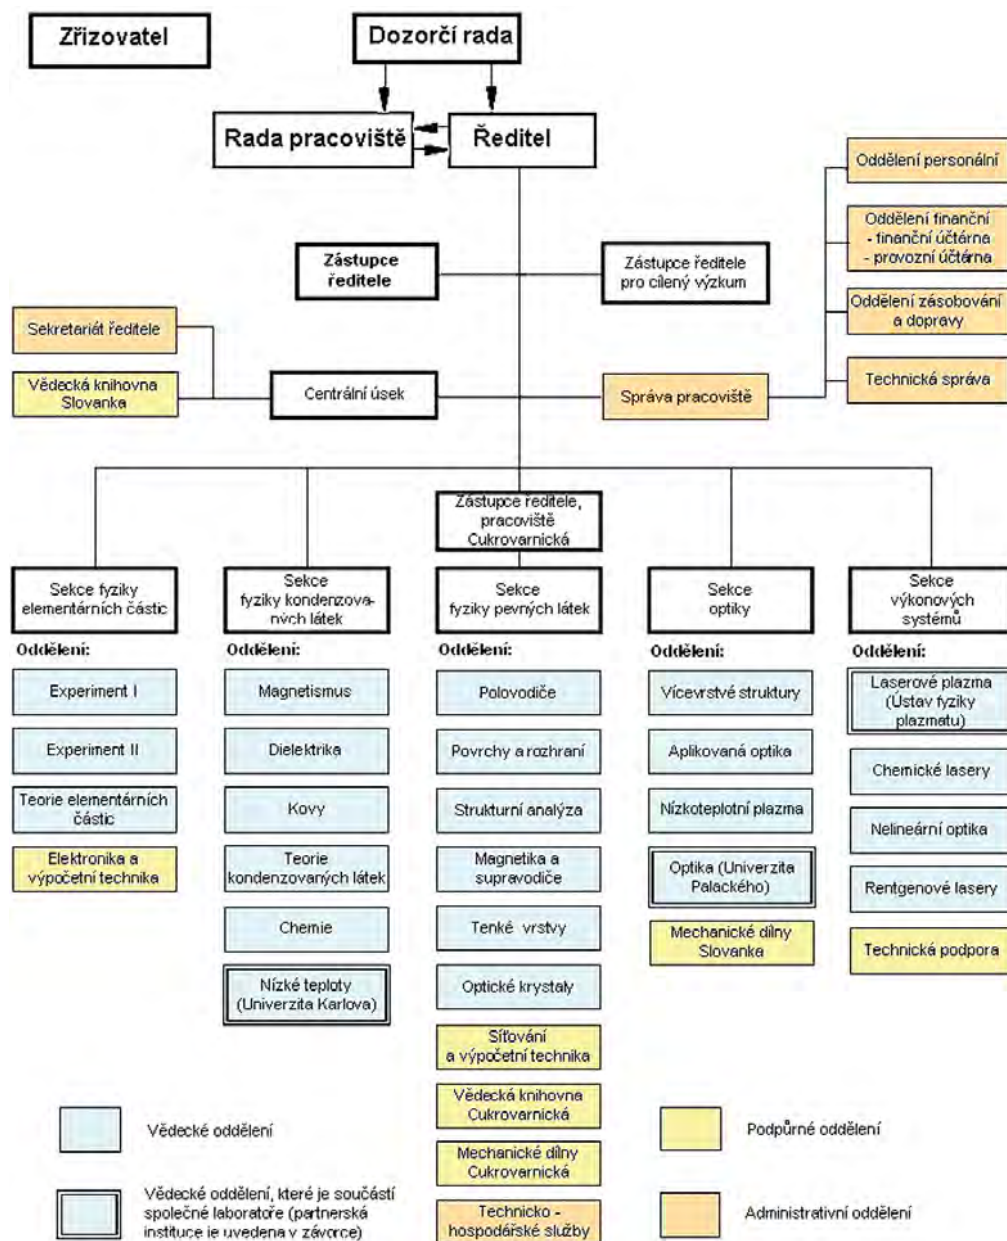 Zřizovatel
Dozorčí rada
Rada pracoviště
Ředitel
Oddělení personální
Oddělení finanční
- finanční účtárna
- provozní účtárna
Zástupce
ředitele
Zástupce ředitele
pro cílený výzkum
Sekretariát ředitele
Oddělení zásobování
a dopravy
Vědecká knihovna
Slovanka
Centrální úsek
Správa pracoviště
Technická správa
Zástupce ředitele,
pracoviště
Cukrovarnická
Sekce fyziky
elementárních částic
Sekce
fyziky kondenzova-
ných látek
Sekce
fyziky pevných látek
Sekce
optiky
Sekce
výkonových
systémů
Oddělení:
Experiment I
Experiment II
Teorie elementárních
částic
Elektronika a
výpočetní technika
Oddělení:
Magnetismus
Dielektrika
Kovy
Teorie
kondenzovaných látek
Chemie
Nízké teploty
(Univerzita Karlova)
Oddělení:
Polovodiče
Povrchy a rozhraní
Strukturní analýza
Magnetika a
supravodiče
Tenké vrstvy
Optické krystaly
Síťování
a výpočetní technika
Vědecká knihovna
Cukrovarnická
Mechanické dílny
Cukrovarnická
Technicko -
hospodářské služby
Oddělení:
Vícevrstvé struktury
Aplikovaná optika
Nízkoteplotní plazma
Optika (Univerzita
Palackého)
Mechanické dílny
Slovanka
Oddělení:
Laserové plazma
(Ústav fyziky
plazmatu)
Chemické lasery
Nelineární optika
Rentgenové lasery
Technická podpora
Vědecké oddělení
Vědecké oddělení, které je součástí
společné laboratoře (partnerská
instituce je uvedena v závorce)
Podpůrné oddělení
Administrativní oddělení